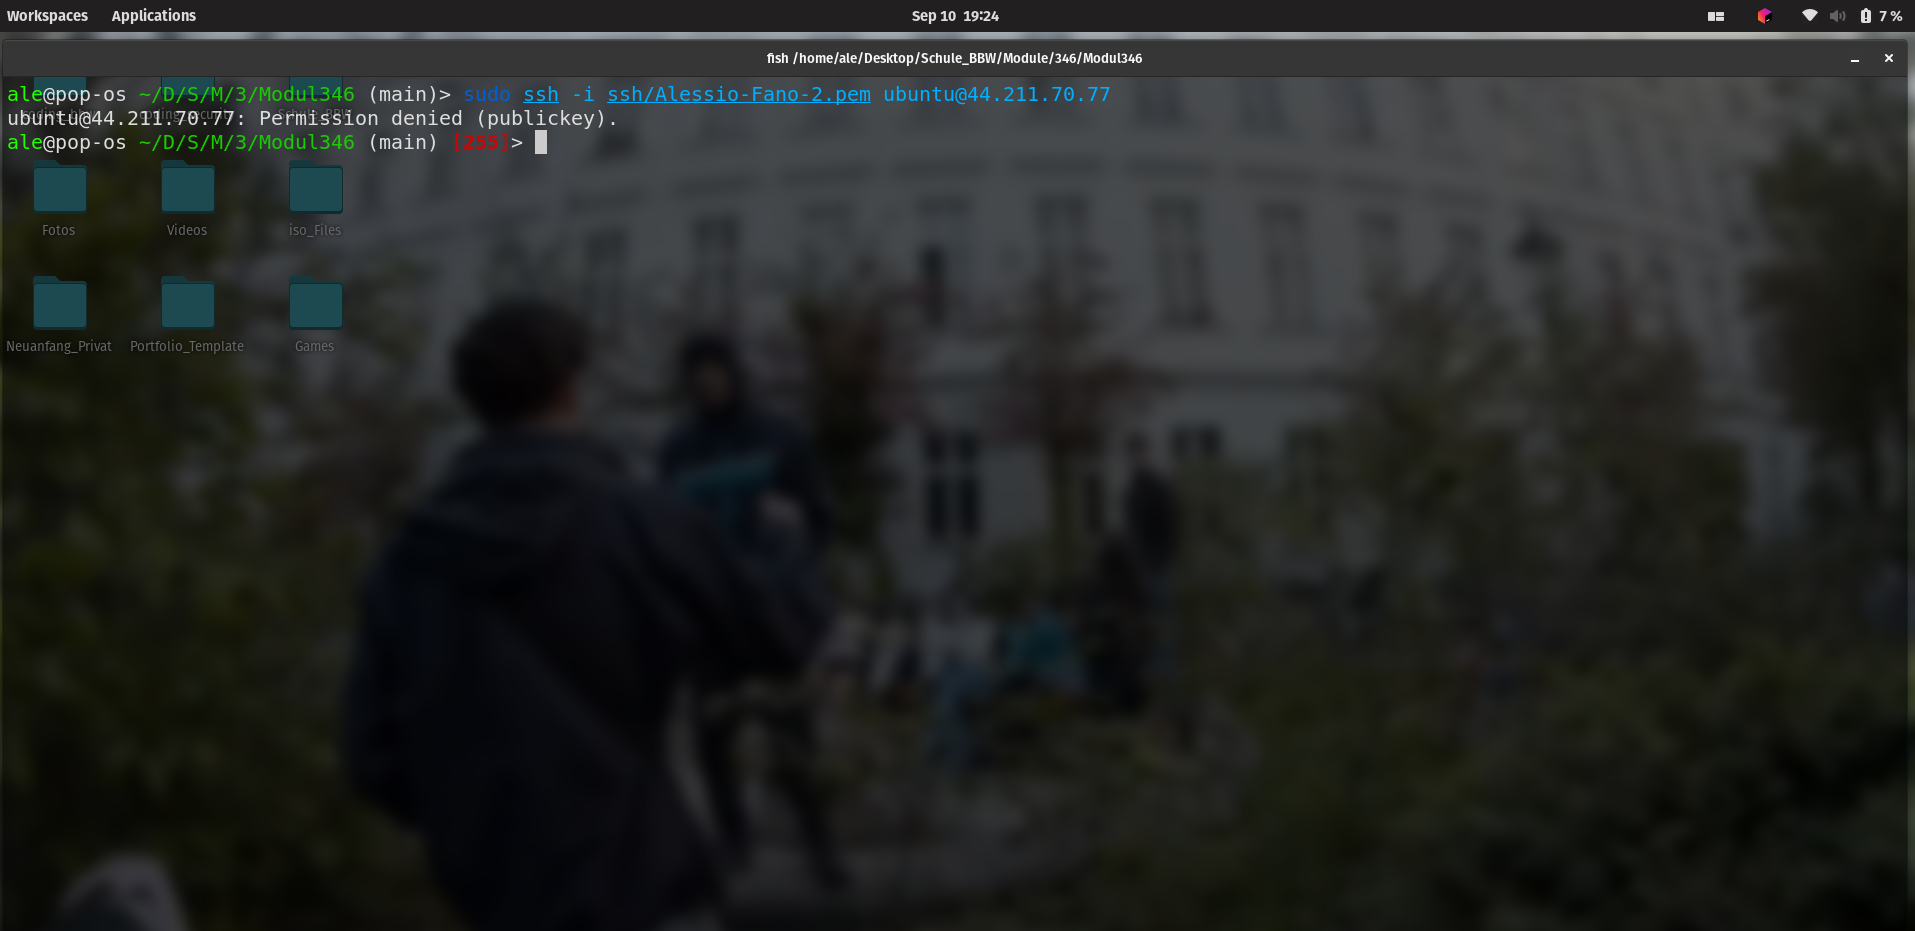 Workspaces Applications Sep 10 19:24 7 %
fish /home/ale/Desktop/Schule_BBW/Module/346/Modul346
ale@pop-os ~/D/S/M/3/Modul346 (main)> sudo ssh -i ssh/Alessio-Fano-2.pem ubuntu@44.211.70.77
ubuntu@44.211.70.77: Permission denied (publickey).
ale@pop-os ~/D/S/M/3/Modul346 (main) [255]>
Fotos Videos iso_Files
Neuanfang_Privat Portfolio_Template Games